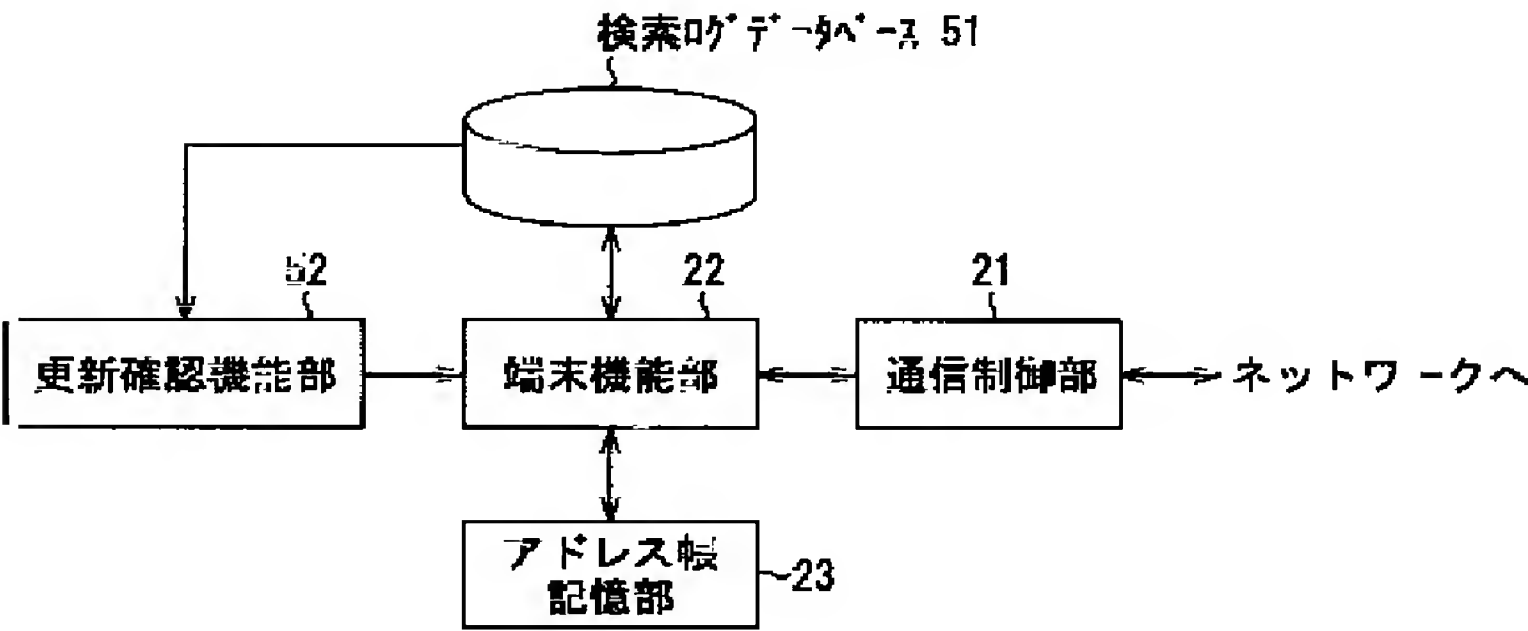 検索ログデータベース 51
52
22
21
更新確認機能部
端末機能部
通信制御部
ネットワークへ
アドレス帳
記憶部
23